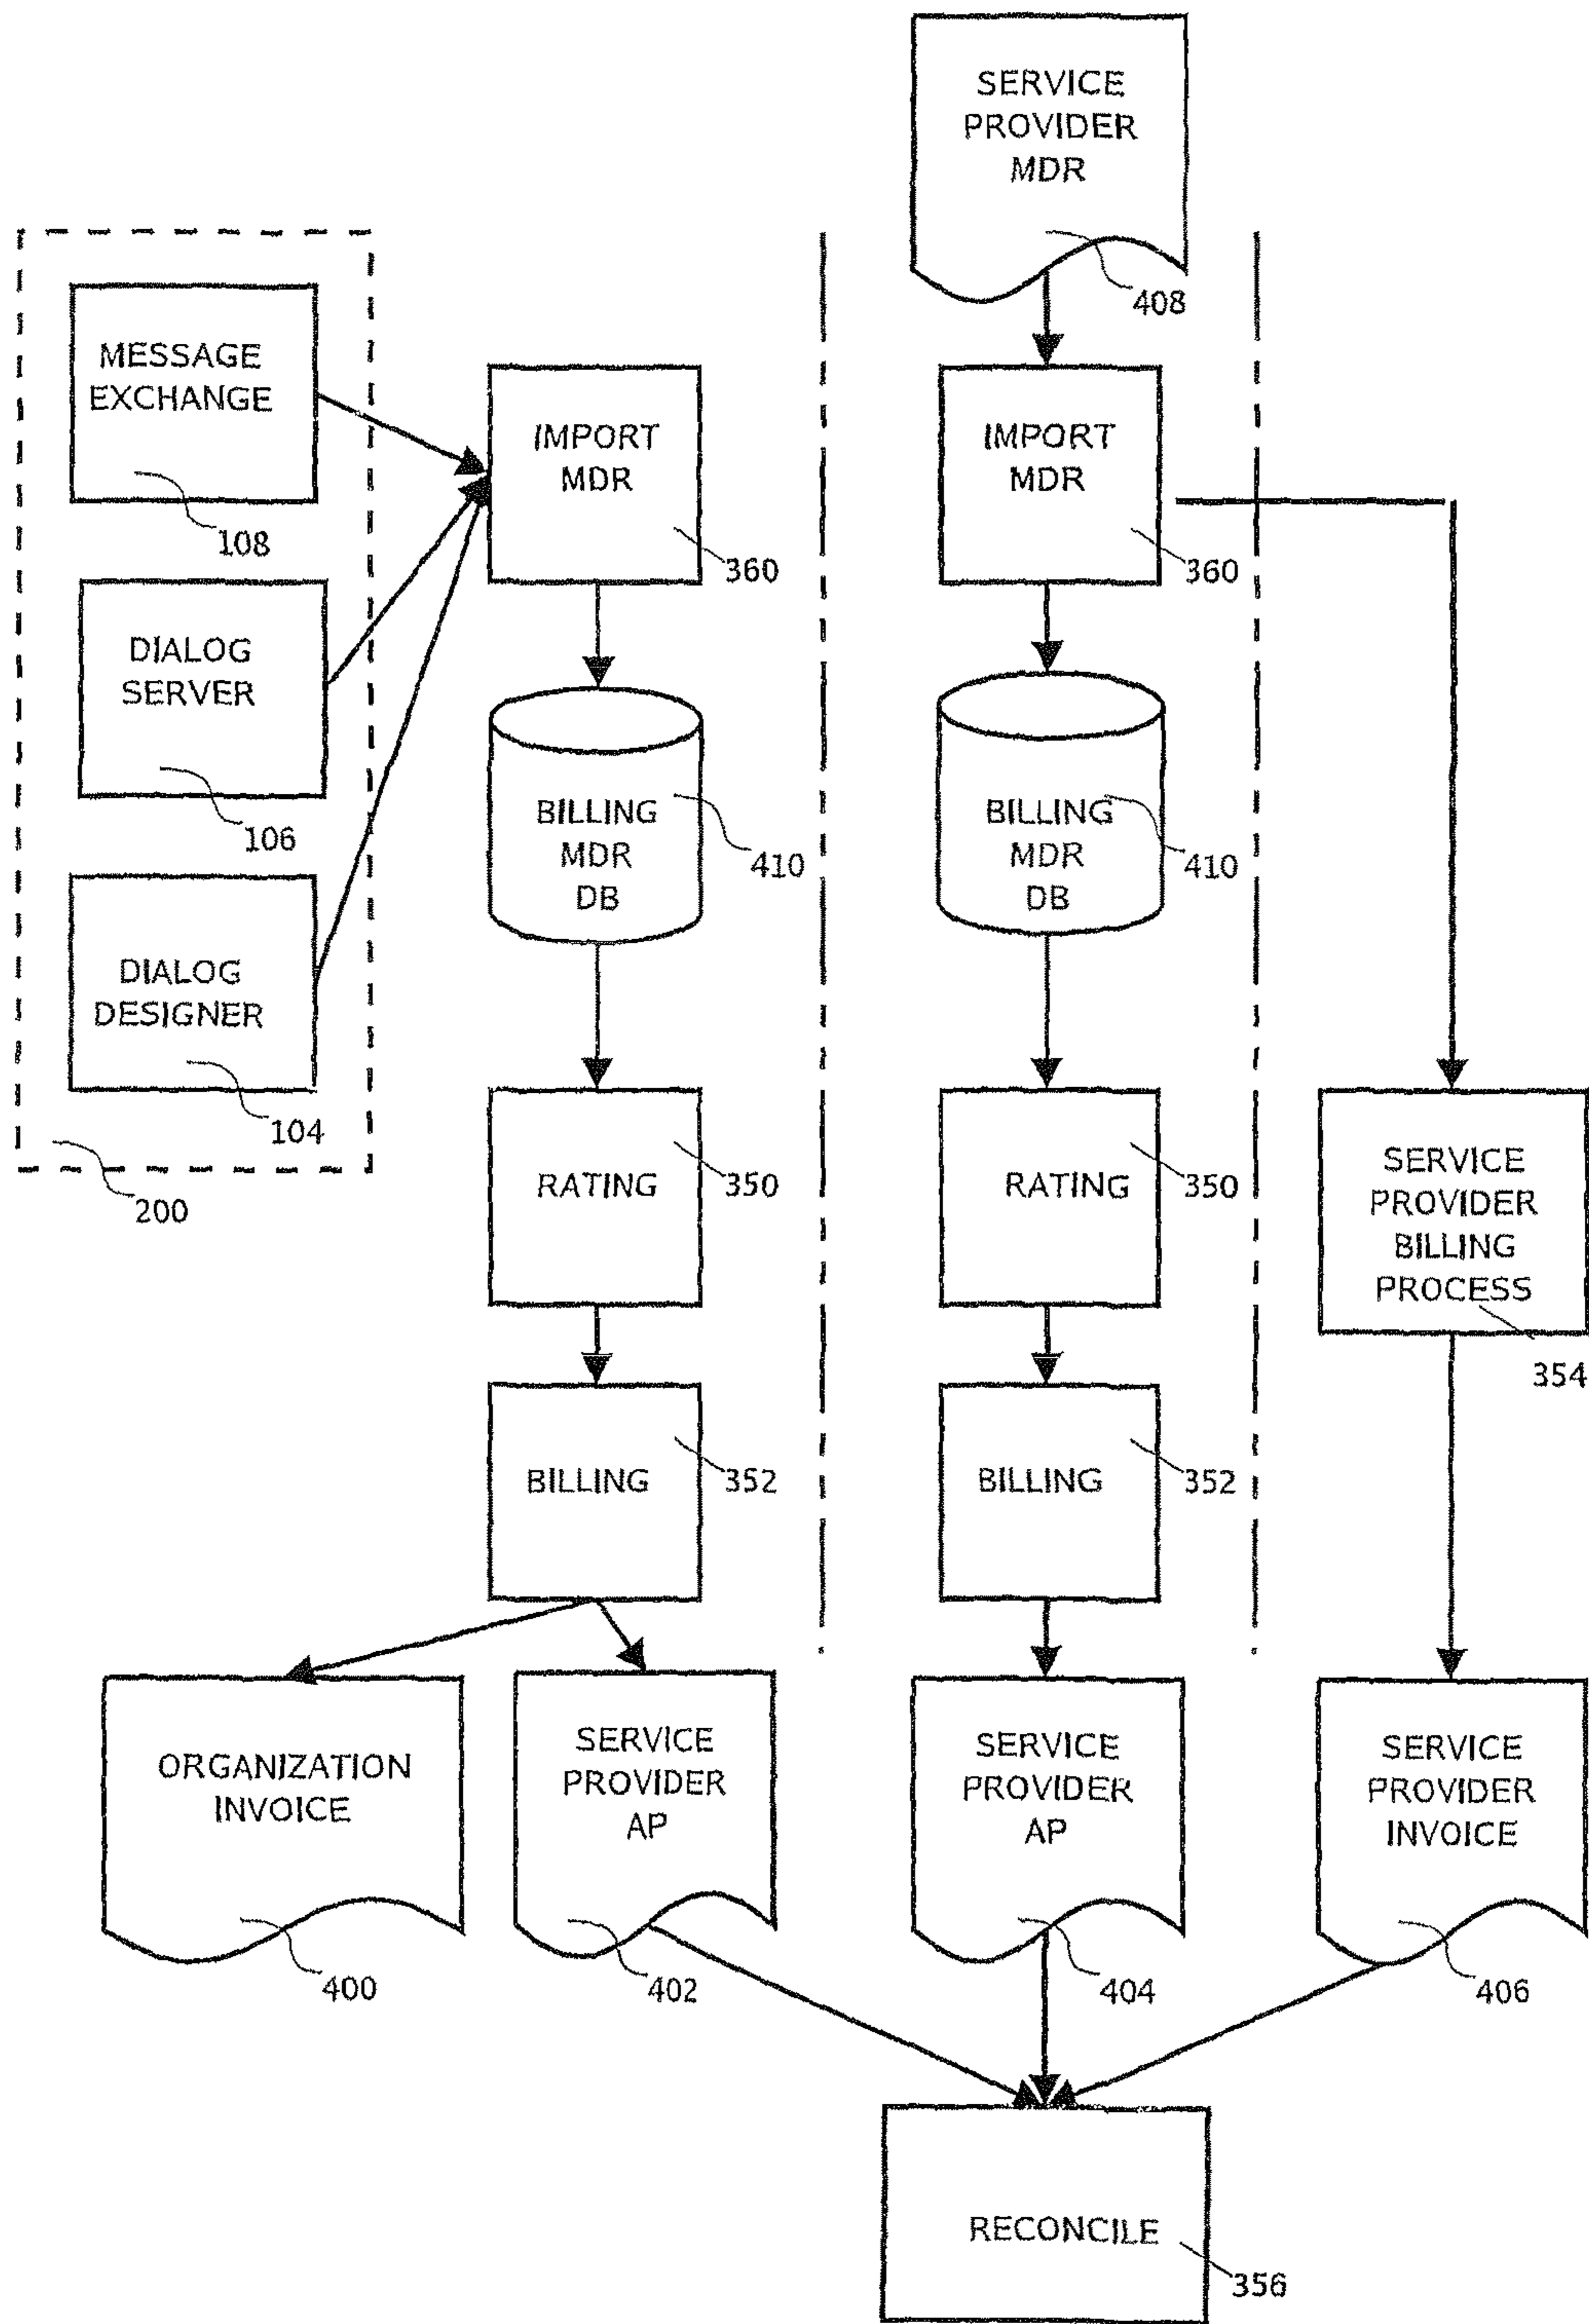 SERVICE
PROVIDER
MDR
408
MESSAGE
EXCHANGE
108
IMPORT
MDR
360
IMPORT
MDR
360
DIALOG
SERVER
106
BILLING
MDR
DB
410
BILLING
MDR
DB
410
DIALOG
DESIGNER
104
200
RATING
350
RATING
350
SERVICE
PROVIDER
BILLING
PROCESS
354
BILLING
352
BILLING
352
ORGANIZATION
INVOICE
400
SERVICE
PROVIDER
AP
402
SERVICE
PROVIDER
AP
404
SERVICE
PROVIDER
INVOICE
406
RECONCILE
356